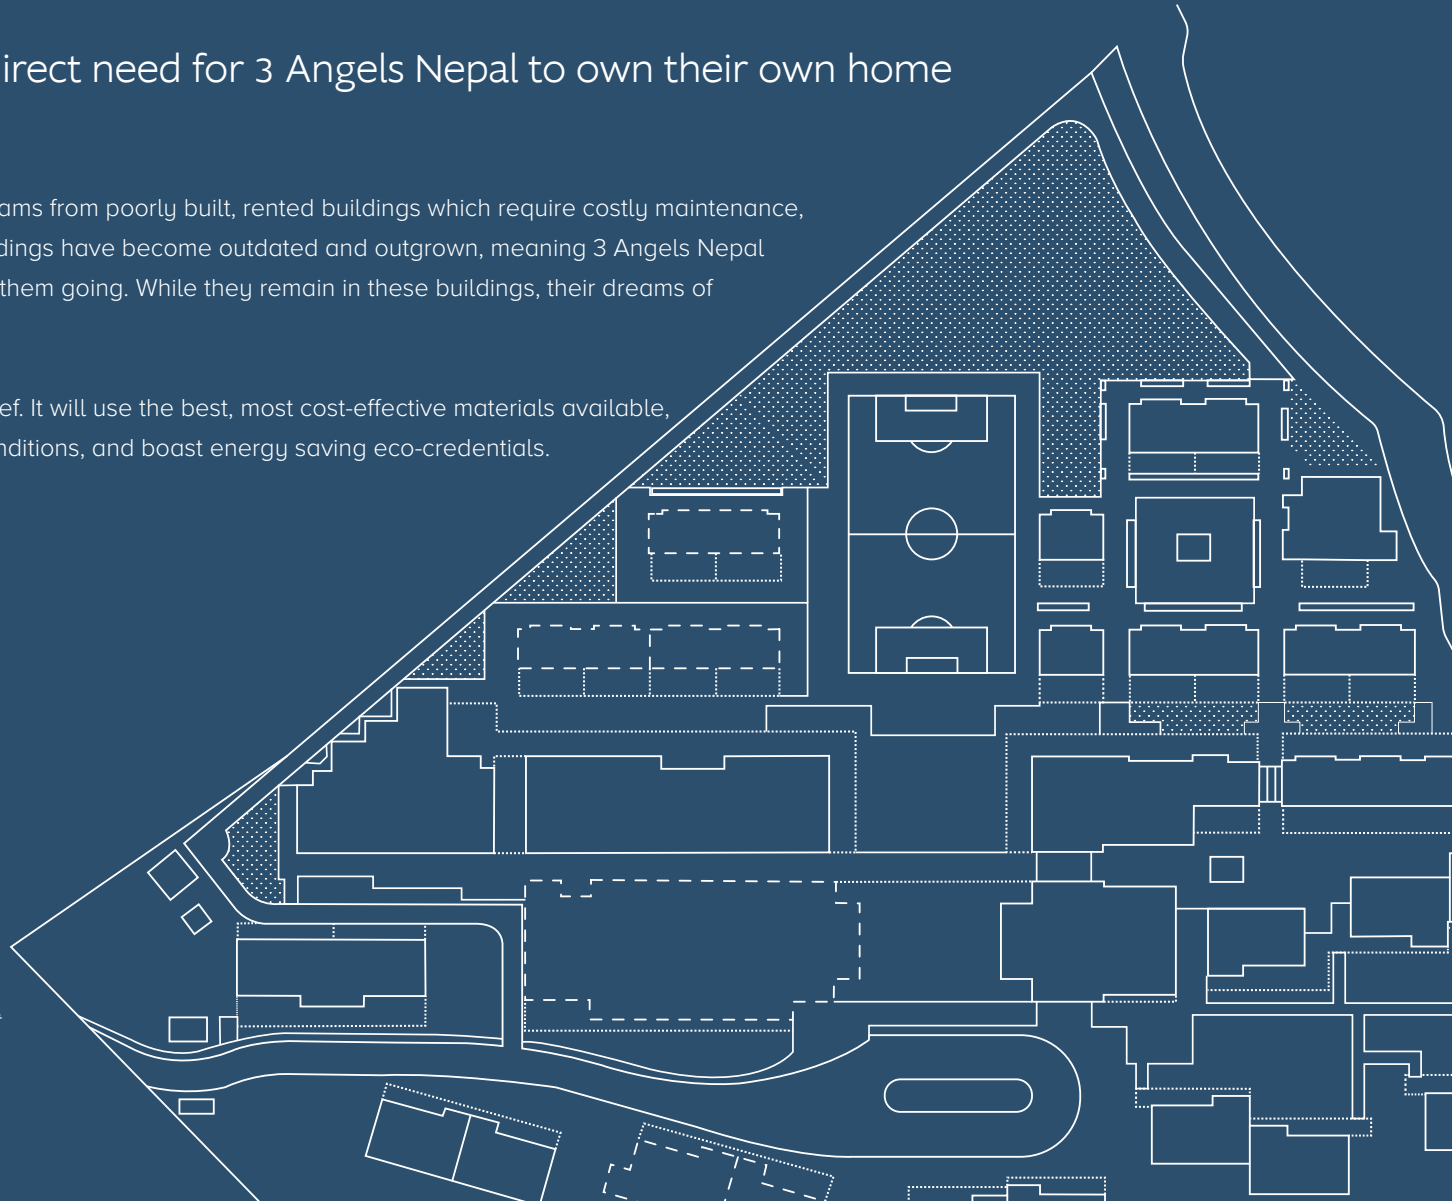 irect need for 3 Angels Nepal to own their own home
ams from poorly built, rented buildings which require costly maintenance,
dings have become outdated and outgrown, meaning 3 Angels Nepal
them going. While they remain in these buildings, their dreams of
ef. It will use the best, most cost-effective materials available,
nditions, and boast energy saving eco-credentials.